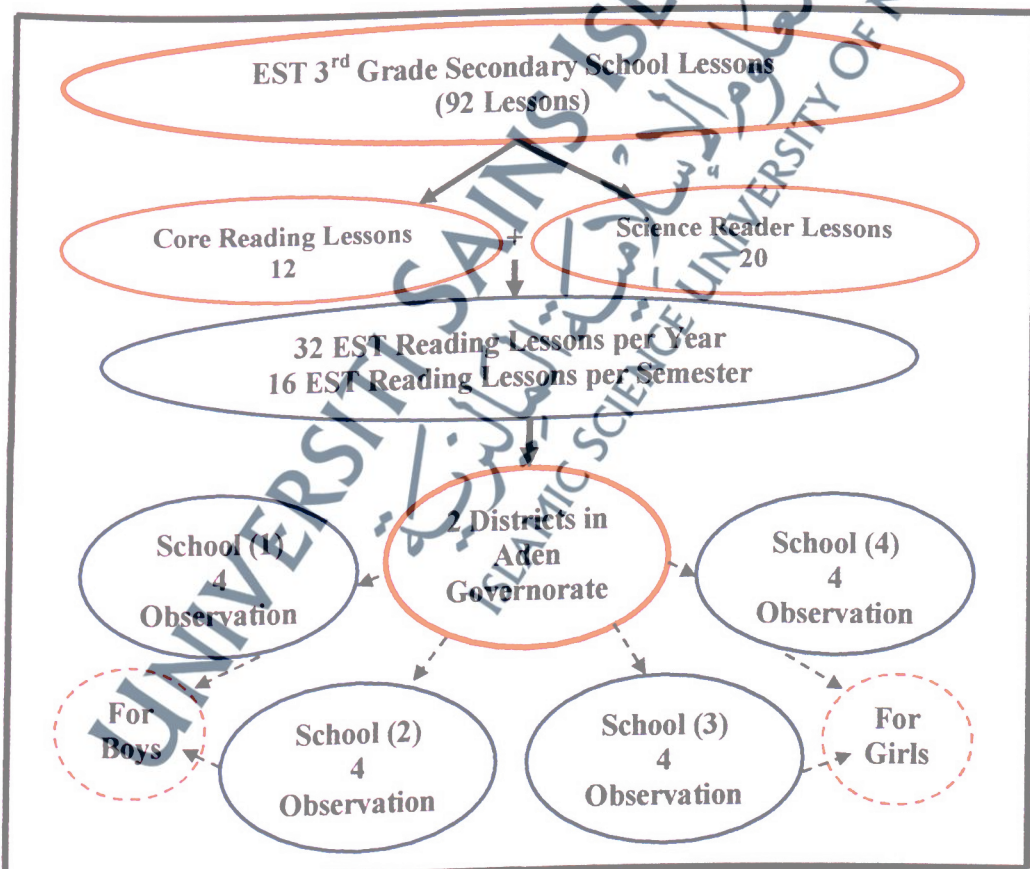 EST 3rd Grade Secondary School Lessons
(92 Lessons)
Core Reading Lessons
12
+
Science Reader Lessons
20
32 EST Reading Lessons per Year
16 EST Reading Lessons per Semester
2 Districts in
Aden
Governorate
School (1)
4
Observation
School (4)
4
Observation
For
Boys
School (2)
4
Observation
School (3)
4
Observation
For
Girls
UNIVERSITI SAINS
ISLAMIC SCIENCE UNIVERSITY OF